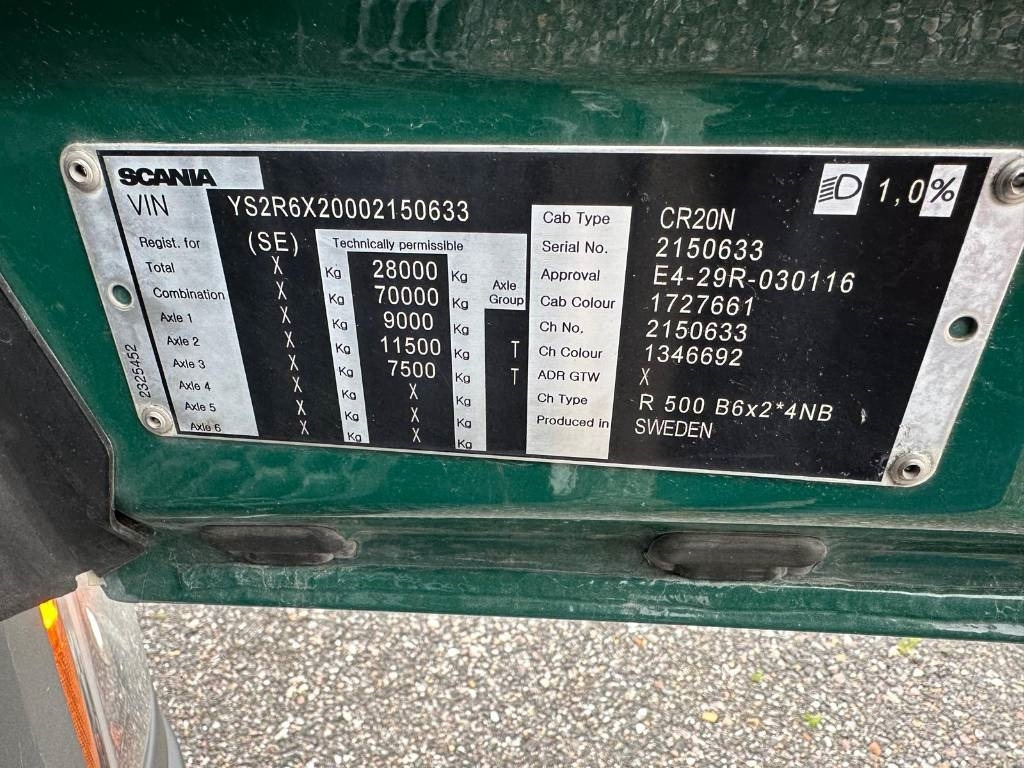 SCANIA
VIN YS2R6X20002150633
Regist. for (SE) Technically permissible
Total X Kg 28000 Kg Axle Group
Combination X Kg 70000 Kg
Axle 1 X Kg 9000 Kg
Axle 2 X Kg 11500 Kg T
Axle 3 X Kg 7500 Kg T
Axle 4 X Kg X Kg
Axle 5 X Kg X Kg
Axle 6 X Kg X Kg
2325452
Cab Type CR20N
Serial No. 2150633
Approval E4-29R-030116
Cab Colour 1727661
Ch No. 2150633
Ch Colour 1346692
ADR GTW X
Ch Type R 500 B6x2*4NB
Produced in SWEDEN
1,0%